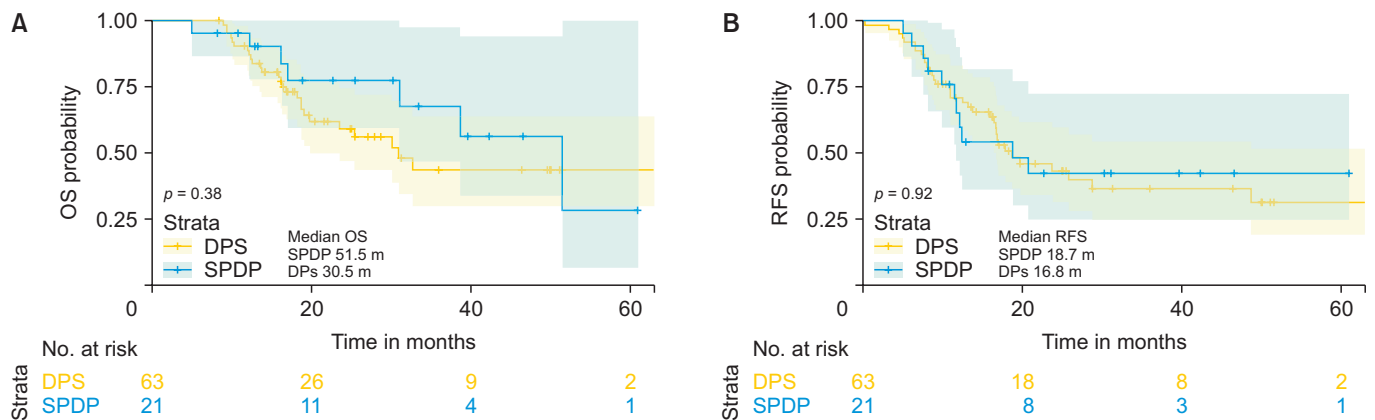 A
OS probability
1.00
0.75
0.50
0.25
0
p = 0.38
Strata
DPS
SPDP
Median OS
SPDP 51.5 m
DPs 30.5 m
20
40
60
Time in months
No. at risk
Strata
DPS 63 26 9 2
SPDP 21 11 4 1
B
RFS probability
1.00
0.75
0.50
0.25
0
p = 0.92
Strata
DPS
SPDP
Median RFS
SPDP 18.7 m
DPs 16.8 m
20
40
60
Time in months
No. at risk
Strata
DPS 63 18 8 2
SPDP 21 8 3 1